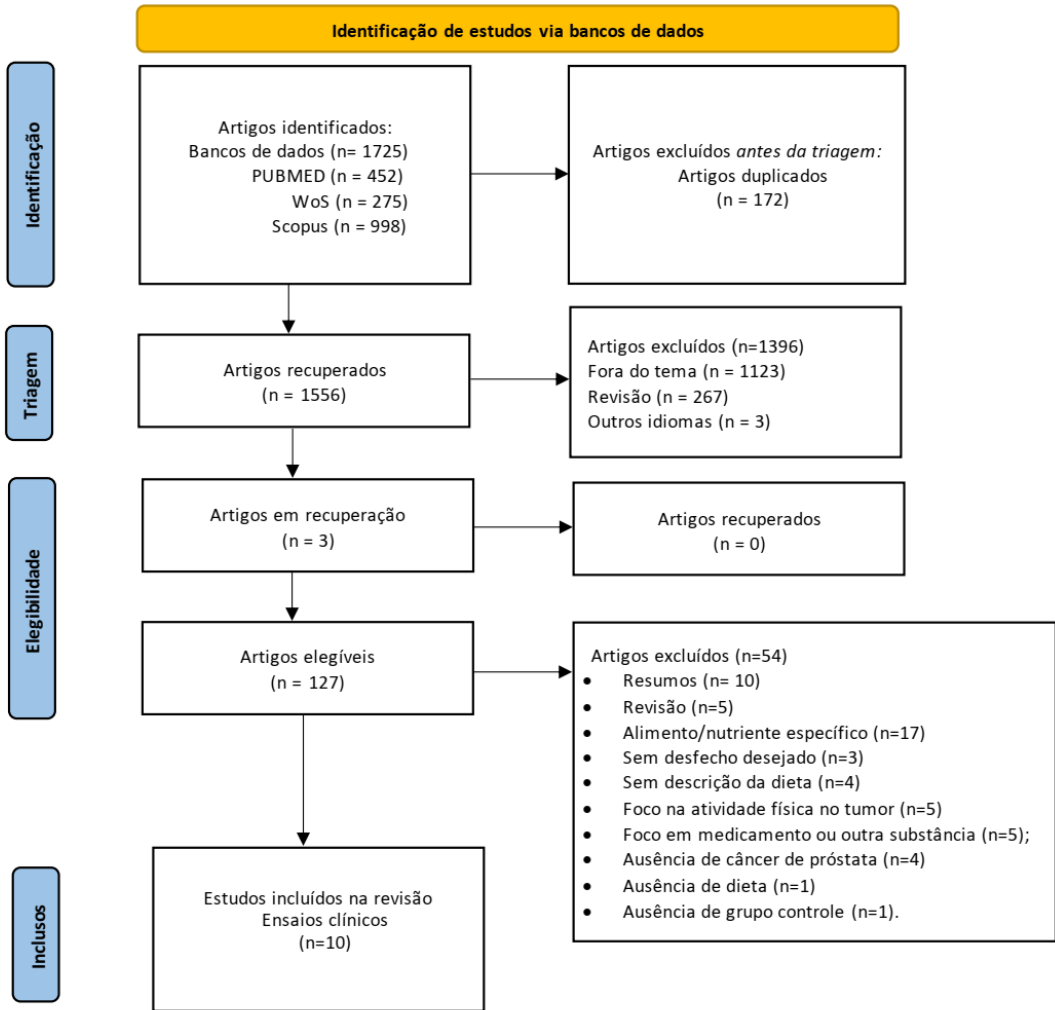 Identificação de estudos via bancos de dados
Identificação
Artigos identificados:
Bancos de dados (n= 1725)
PUBMED (n = 452)
WoS (n = 275)
Scopus (n = 998)
Artigos excluídos antes da triagem:
Artigos duplicados
(n = 172)
Triagem
Artigos recuperados
(n = 1556)
Artigos excluídos (n=1396)
Fora do tema (n = 1123)
Revisão (n = 267)
Outros idiomas (n = 3)
Elegibilidade
Artigos em recuperação
(n = 3)
Artigos recuperados
(n = 0)
Artigos elegíveis
(n = 127)
Artigos excluídos (n=54)
• Resumos (n= 10)
• Revisão (n=5)
• Alimento/nutriente específico (n=17)
• Sem desfecho desejado (n=3)
• Sem descrição da dieta (n=4)
• Foco na atividade física no tumor (n=5)
• Foco em medicamento ou outra substância (n=5);
• Ausência de câncer de próstata (n=4)
• Ausência de dieta (n=1)
• Ausência de grupo controle (n=1).
Inclusos
Estudos incluídos na revisão
Ensaios clínicos
(n=10)